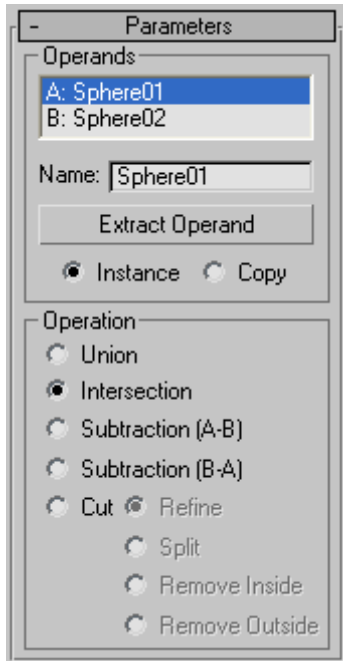 - Parameters
Operands
A: Sphere01
B: Sphere02
Name: Sphere01
Extract Operand
Instance Copy
Operation
Union
Intersection
Subtraction (A-B)
Subtraction (B-A)
Cut Refine
Split
Remove Inside
Remove Outside